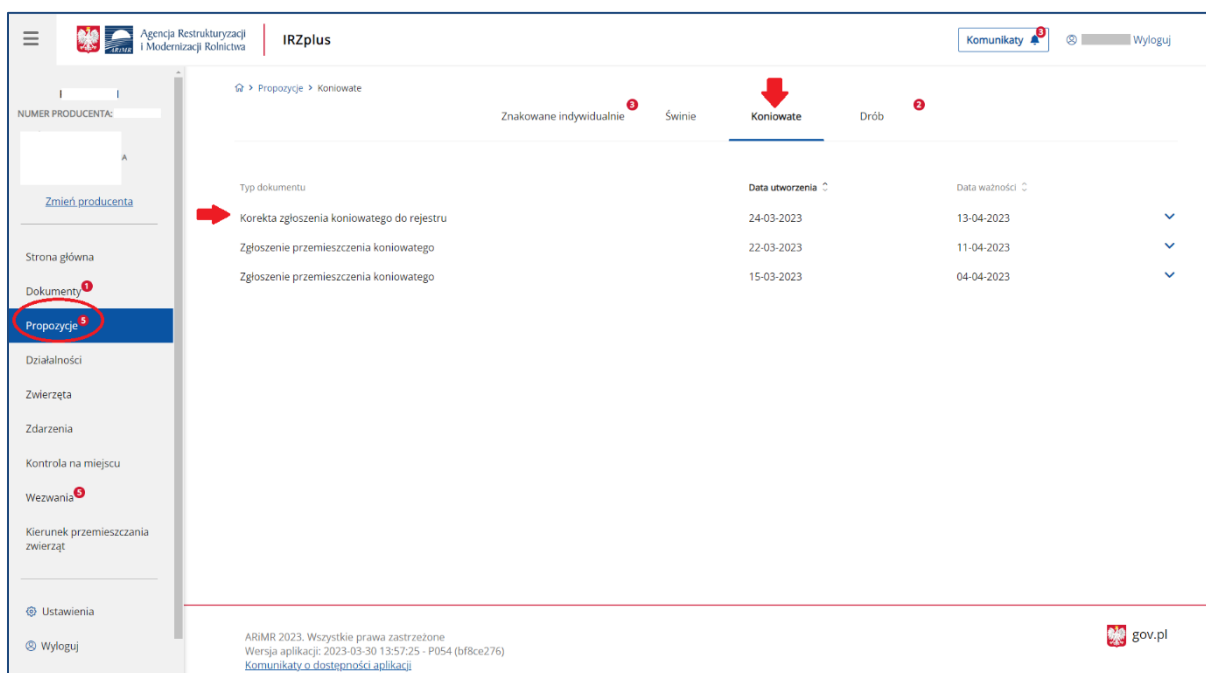 Agencja Restrukturyzacji
i Modernizacji Rolnictwa
ARiMR
IRZplus
Komunikaty 3
Wyloguj
NUMER PRODUCENTA:
A
Zmień producenta
Strona główna
Dokumenty 1
Propozycje 5
Działalności
Zwierzęta
Zdarzenia
Kontrola na miejscu
Wezwania 5
Kierunek przemieszczania
zwierząt
Ustawienia
Wyloguj
> Propozycje > Koniowate
Znakowane indywidualnie 3 Świnie Koniowate Drób 2
Typ dokumentu Data utworzenia Data ważności
Korekta zgłoszenia koniowatego do rejestru 24-03-2023 13-04-2023
Zgłoszenie przemieszczenia koniowatego 22-03-2023 11-04-2023
Zgłoszenie przemieszczenia koniowatego 15-03-2023 04-04-2023
ARiMR 2023. Wszystkie prawa zastrzeżone
Wersja aplikacji: 2023-03-30 13:57:25 - P054 (bf8ce276)
Komunikaty o dostępności aplikacji
gov.pl